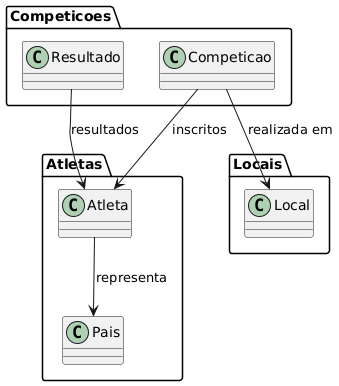 Competicoes
C Resultado
C Competicao
resultados
inscritos
realizada em
Atletas
Locais
C Atleta
C Local
representa
C Pais